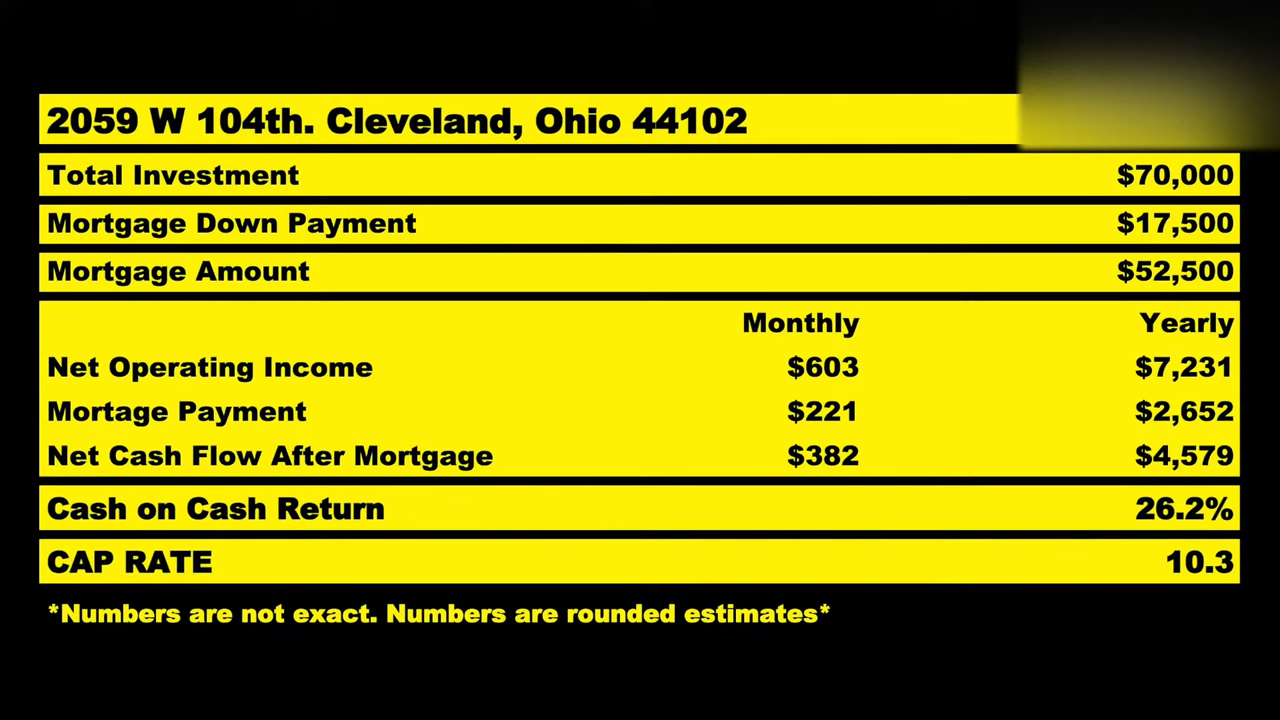 2059 W 104th. Cleveland, Ohio 44102
Total Investment $70,000
Mortgage Down Payment $17,500
Mortgage Amount $52,500
Monthly Yearly
Net Operating Income $603 $7,231
Mortage Payment $221 $2,652
Net Cash Flow After Mortgage $382 $4,579
Cash on Cash Return 26.2%
CAP RATE 10.3
*Numbers are not exact. Numbers are rounded estimates*